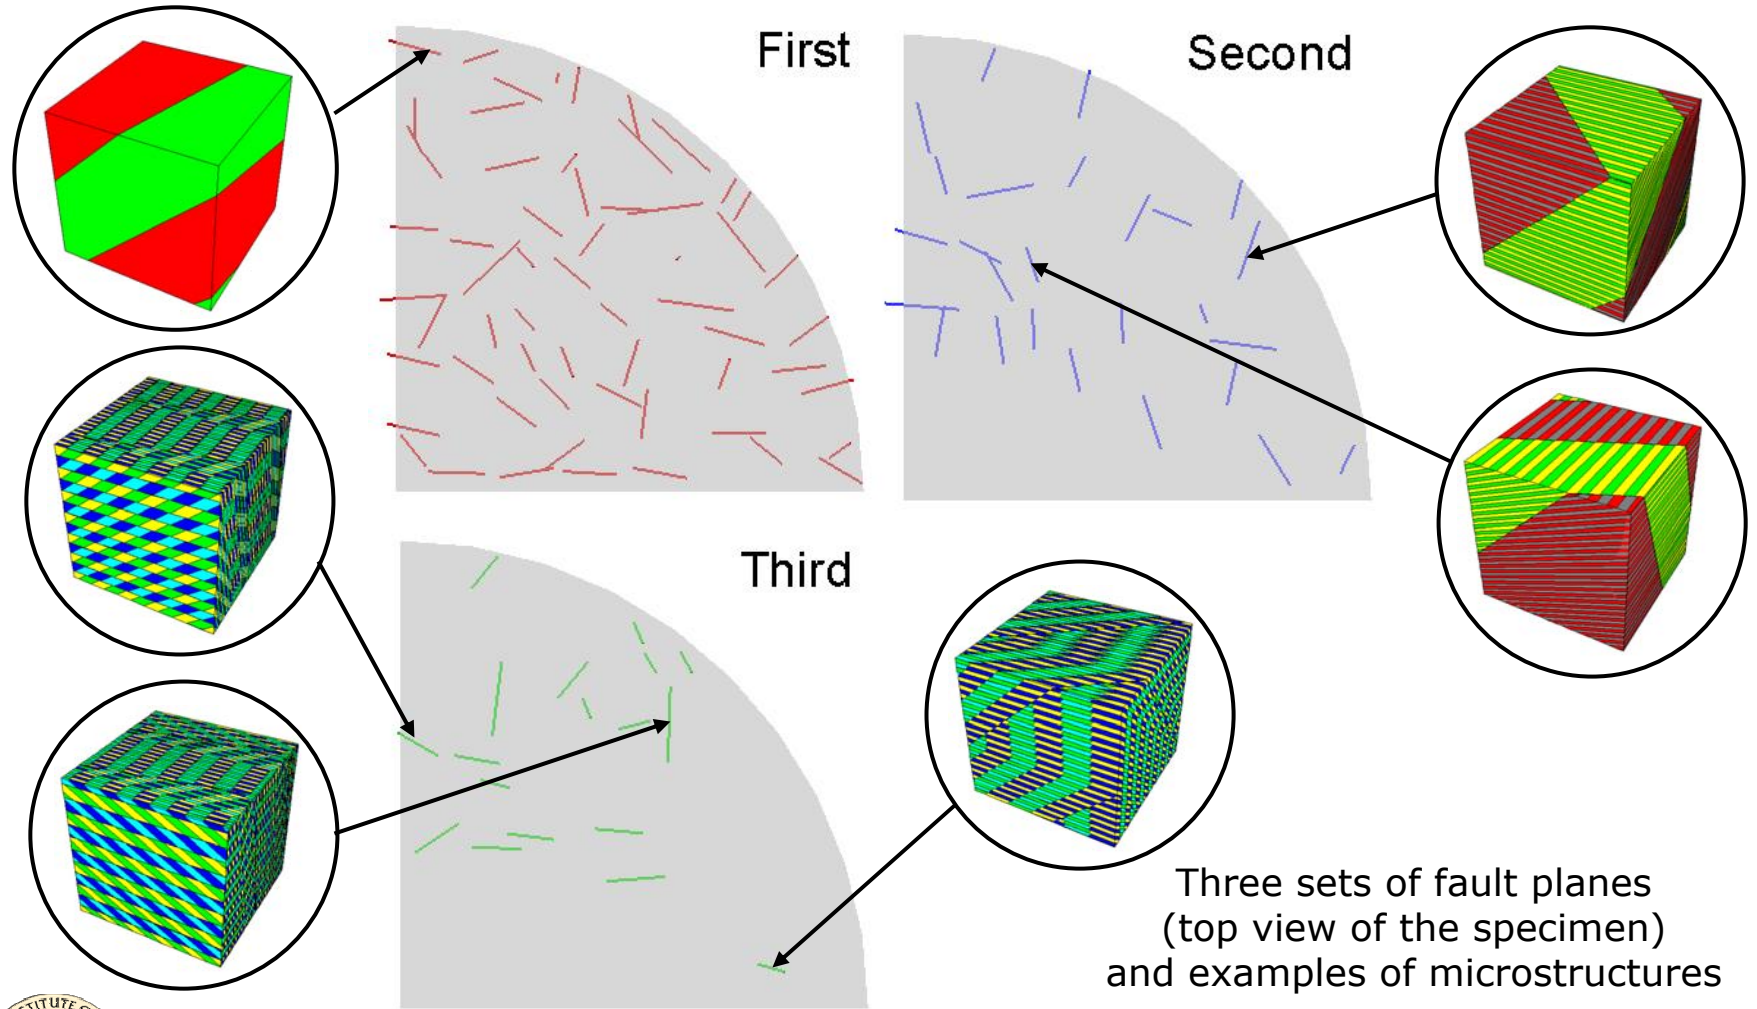 First
Second
Third
Three sets of fault planes
(top view of the specimen)
and examples of microstructures